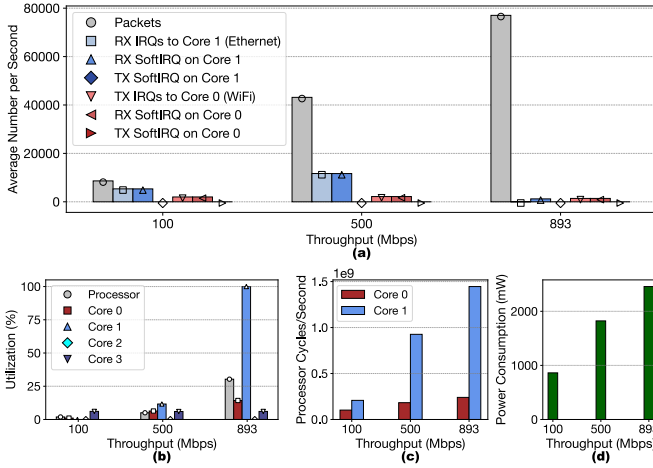 80000
60000
40000
20000
0
Average Number per Second
Packets
RX IRQs to Core 1 (Ethernet)
RX SoftIRQ on Core 1
TX SoftIRQ on Core 1
TX IRQs to Core 0 (WiFi)
RX SoftIRQ on Core 0
TX SoftIRQ on Core 0
100 500 893
Throughput (Mbps)
(a)
100
75
50
25
0
Utilization (%)
Processor
Core 0
Core 1
Core 2
Core 3
100 500 893
Throughput (Mbps)
(b)
1e9
1.5
1.0
0.5
0.0
Processor Cycles/Second
Core 0
Core 1
100 500 893
Throughput (Mbps)
(c)
2000
1000
0
Power Consumption (mW)
100 500 893
Throughput (Mbps)
(d)